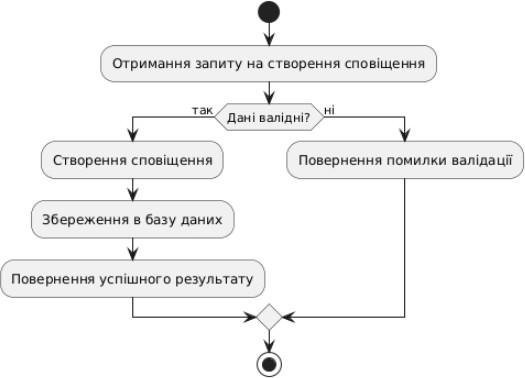 Отримання запиту на створення сповіщення
так
Дані валідні?
ні
Створення сповіщення
Повернення помилки валідації
Збереження в базу даних
Повернення успішного результату